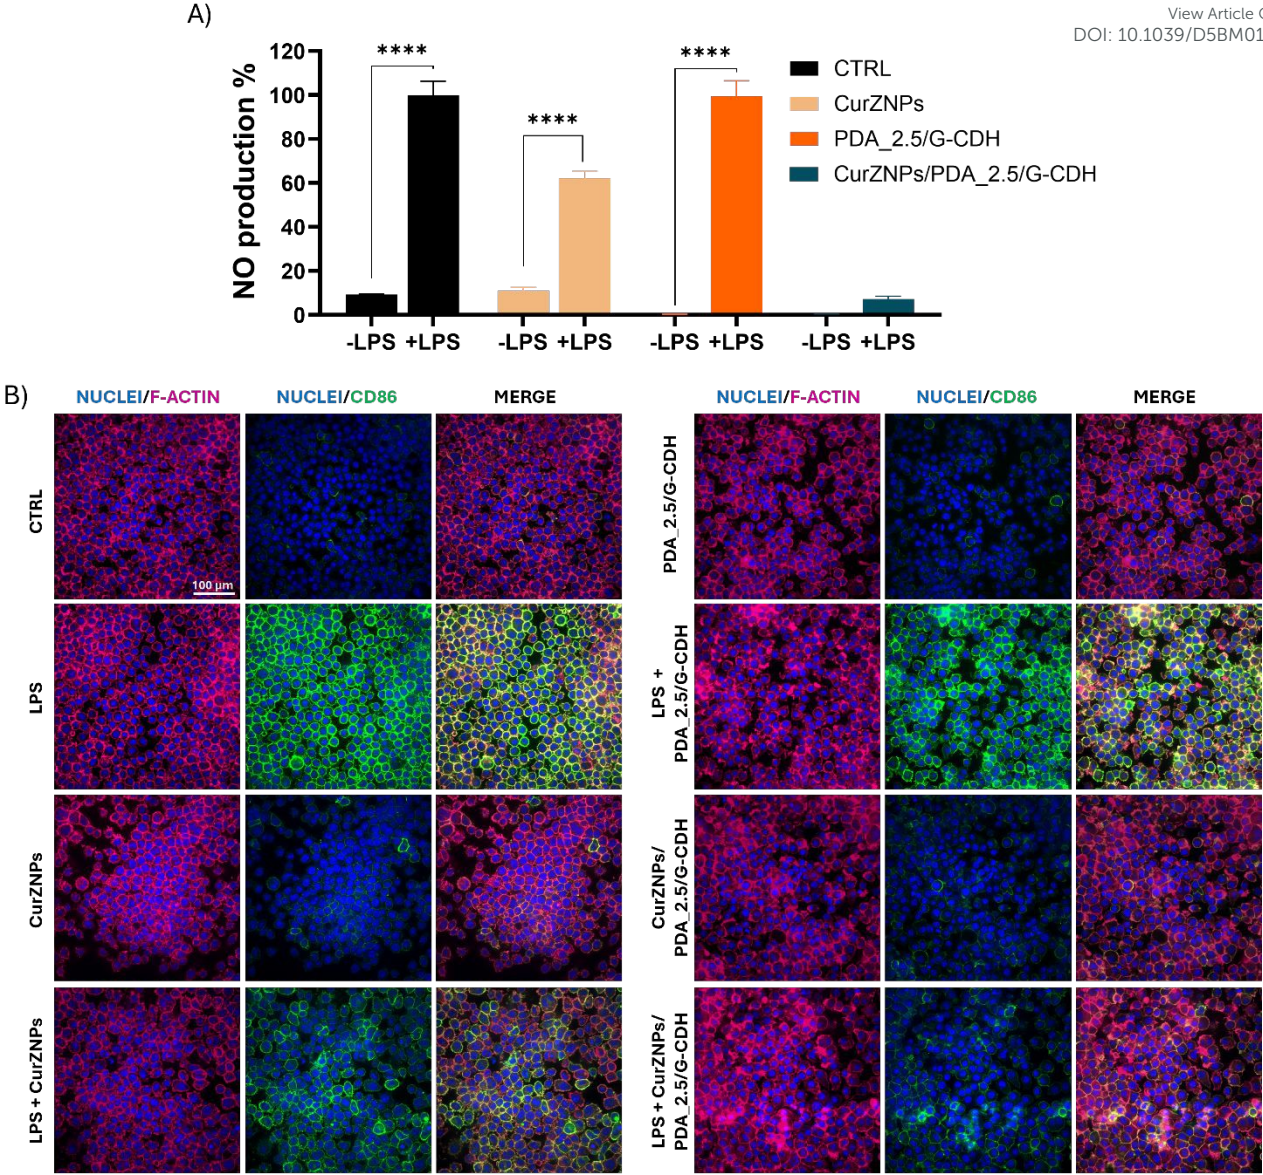 View Article O
DOI: 10.1039/D5BM01
A)
NO production %
120
100
80
60
40
20
0
****
****
****
-LPS +LPS -LPS +LPS -LPS +LPS -LPS +LPS
CTRL
CurZNPs
PDA_2.5/G-CDH
CurZNPs/PDA_2.5/G-CDH
B)
NUCLEI/F-ACTIN NUCLEI/CD86 MERGE
CTRL
100 µm
LPS
CurZNPs
LPS + CurZNPs
NUCLEI/F-ACTIN NUCLEI/CD86 MERGE
PDA_2.5/G-CDH
LPS +
PDA_2.5/G-CDH
CurZNPs/
PDA_2.5/G-CDH
LPS + CurZNPs/
PDA_2.5/G-CDH